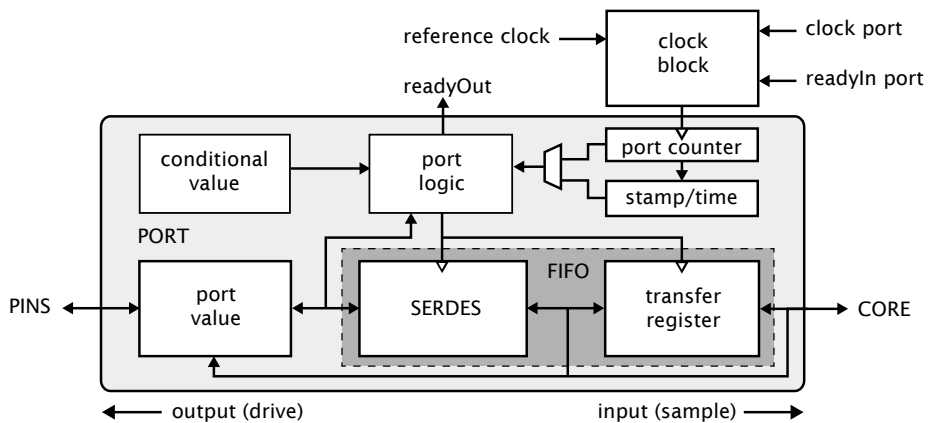 reference clock
clock
block
clock port
readyIn port
readyOut
conditional
value
port
logic
port counter
stamp/time
PORT
FIFO
PINS
port
value
SERDES
transfer
register
CORE
output (drive)
input (sample)